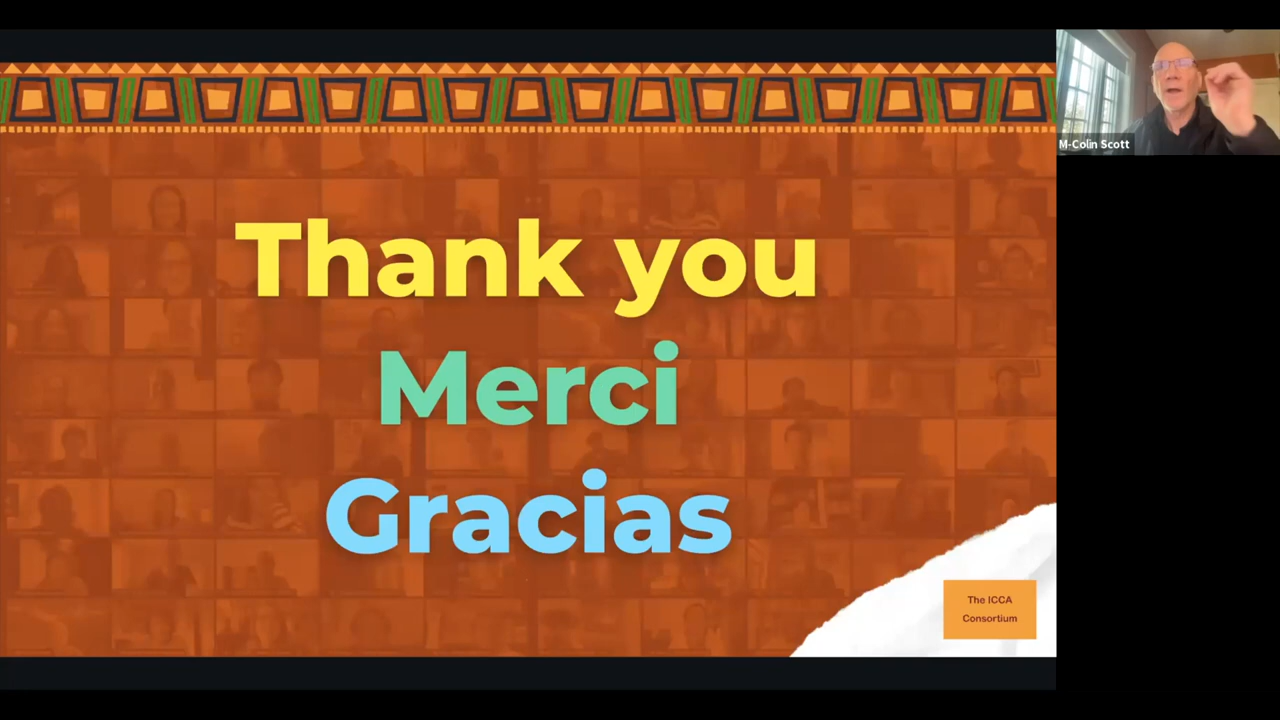 Thank you
Merci
Gracias
The ICCA
Consortium
M-Colin Scott